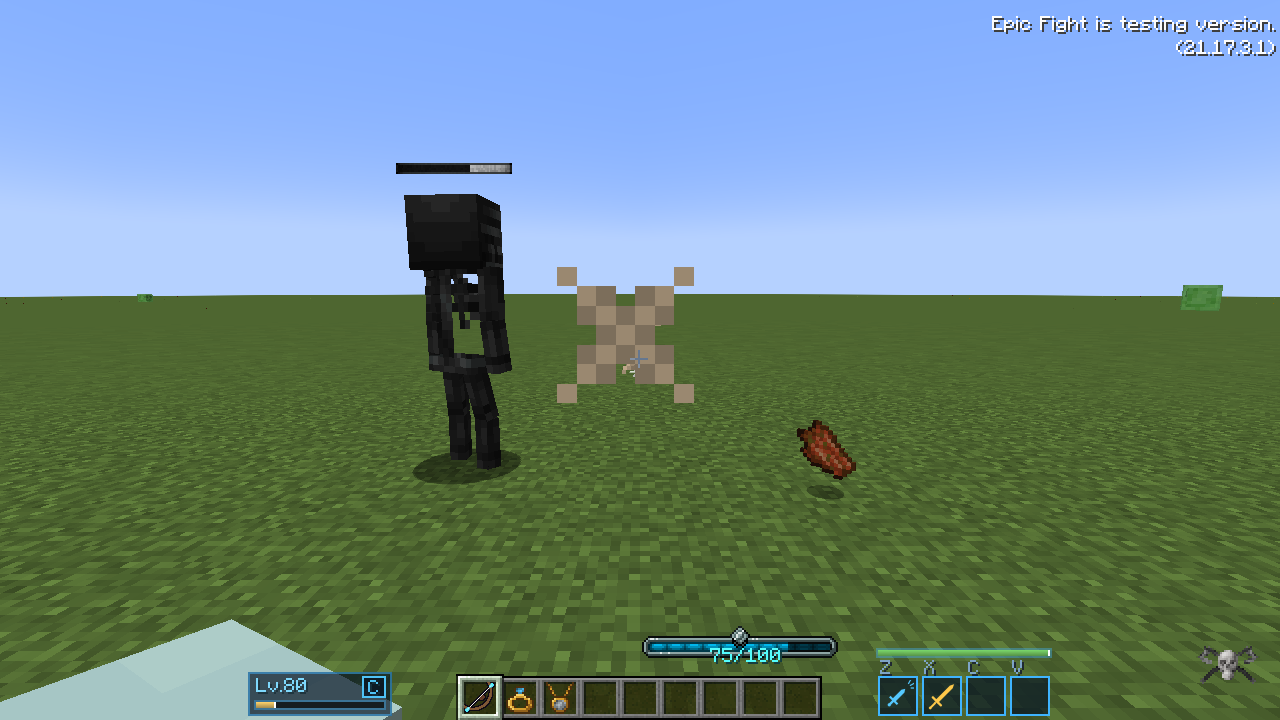 Epic Fight is testing version.
(21.17.3.1)
75/100
Z X C V
Lv.80 C